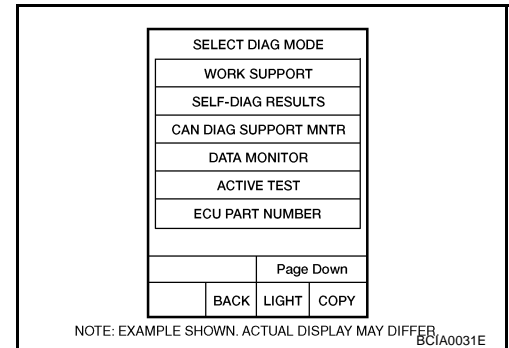 SELECT DIAG MODE
WORK SUPPORT
SELF-DIAG RESULTS
CAN DIAG SUPPORT MNTR
DATA MONITOR
ACTIVE TEST
ECU PART NUMBER
Page Down
BACK LIGHT COPY
NOTE: EXAMPLE SHOWN. ACTUAL DISPLAY MAY DIFFER.
BCIA0031E